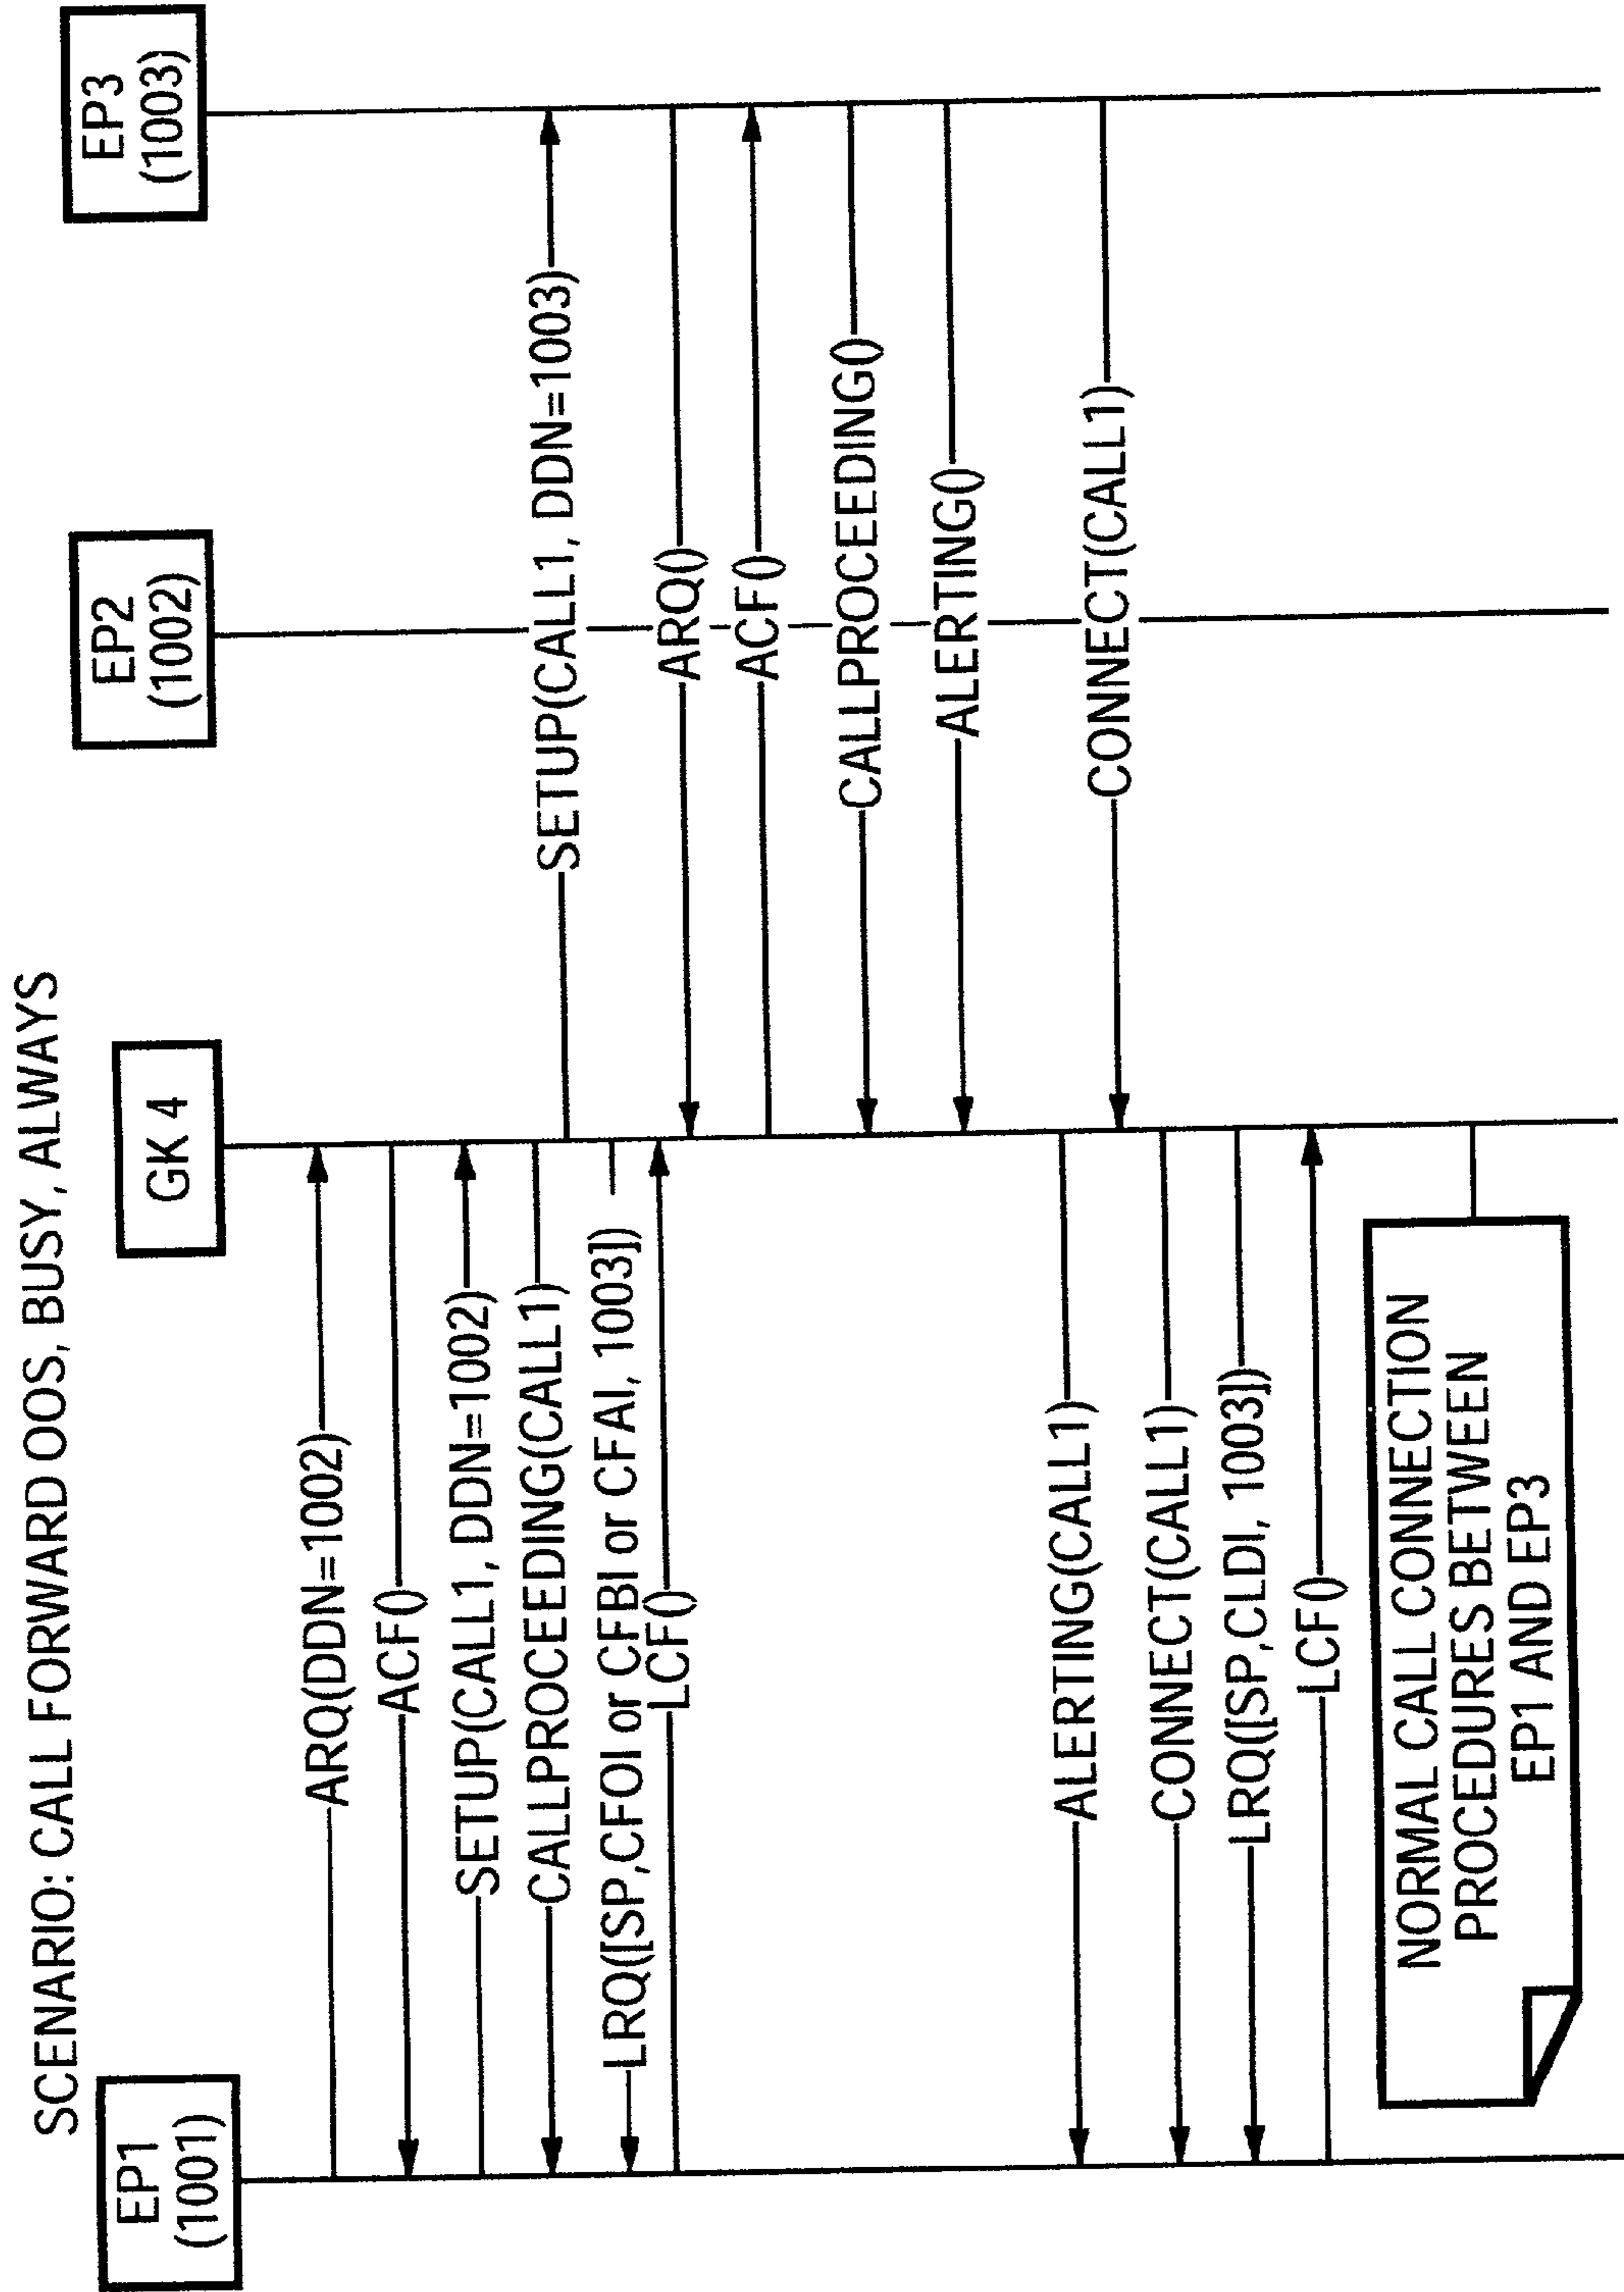 SCENARIO: CALL FORWARD OOS, BUSY, ALWAYS
EP1
(1001)
GK 4
EP2
(1002)
EP3
(1003)
ARQ(DDN=1002)
ACF()
SETUP(CALL1, DDN=1002)
CALLPROCEEDING(CALL1)
SETUP(CALL1, DDN=1003)
LRQ([SP,CFOI or CFBI or CFAI, 1003])
LCF()
ARQ()
ACF()
CALLPROCEEDING()
ALERTING()
ALERTING(CALL1)
CONNECT(CALL1)
CONNECT(CALL1)
LRQ([SP,CLDI, 1003])
LCF()
NORMAL CALL CONNECTION
PROCEDURES BETWEEN
EP1 AND EP3